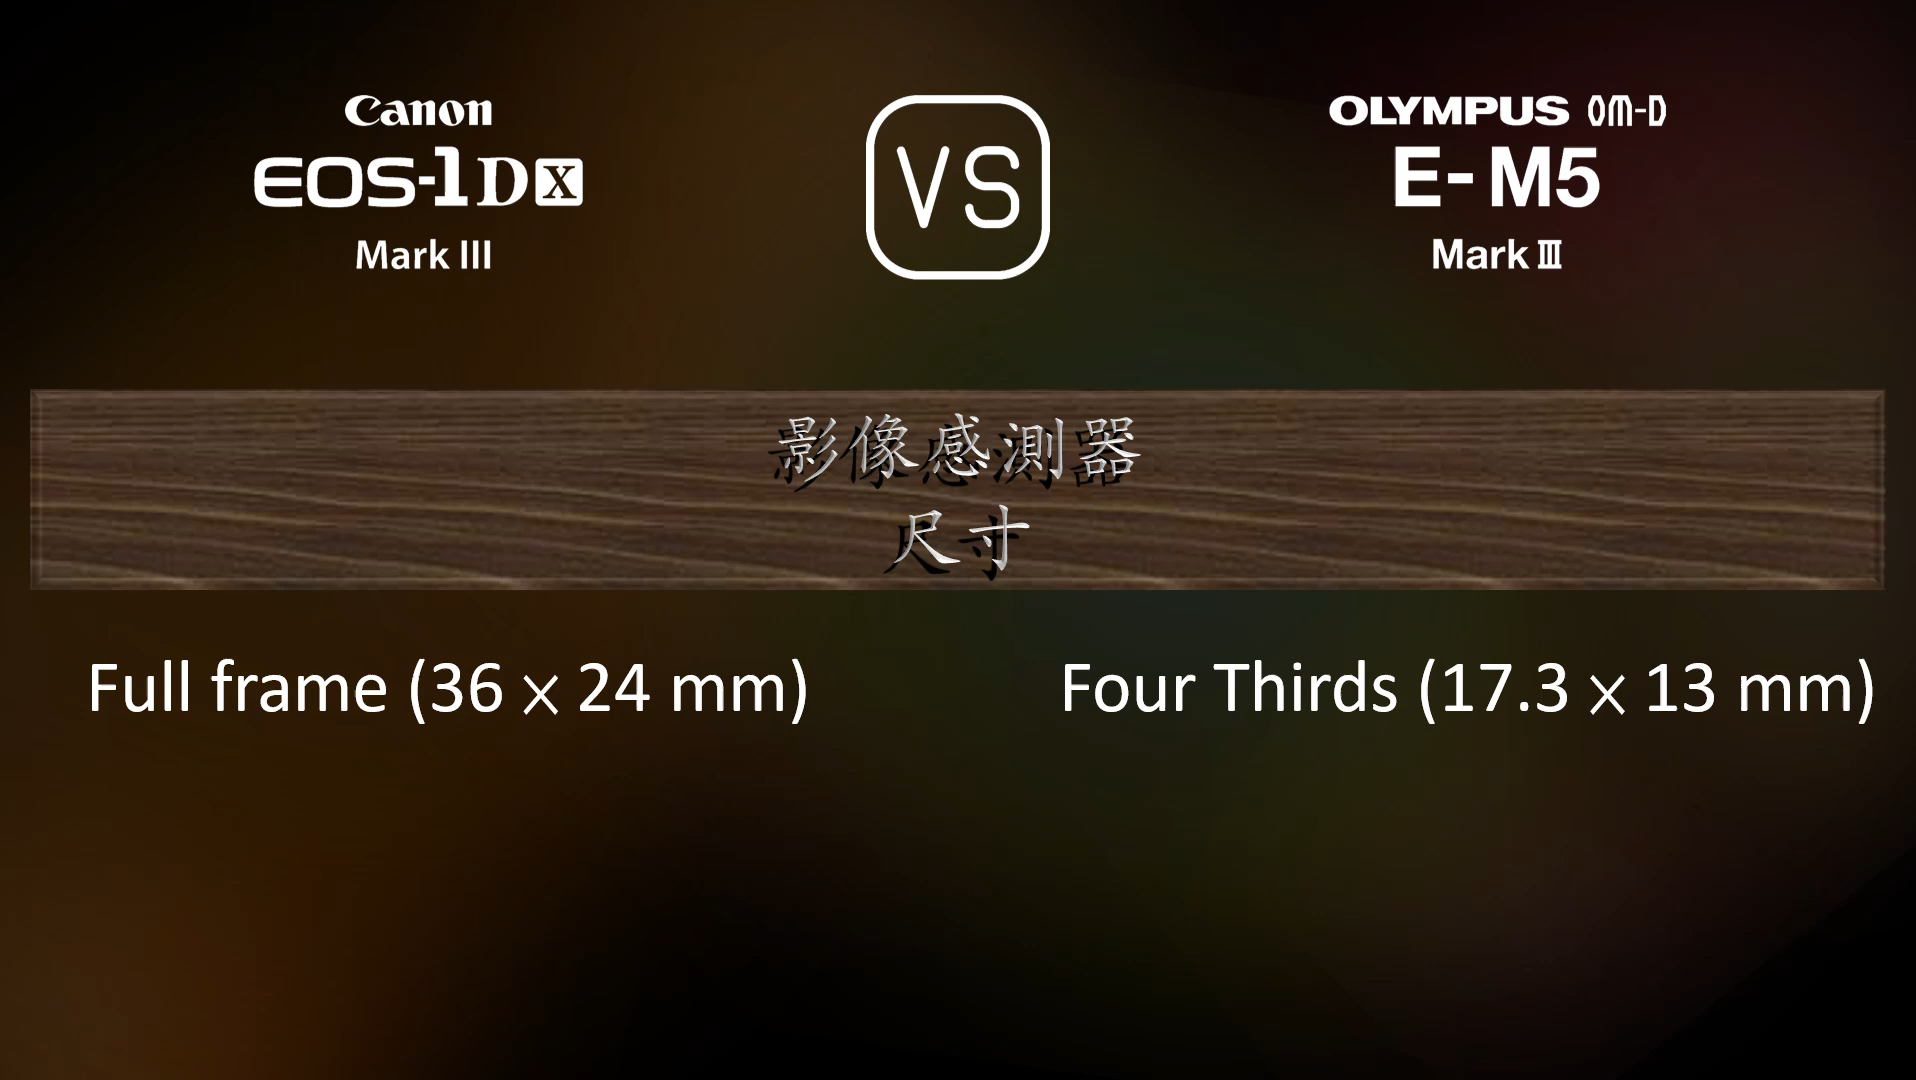 Canon
EOS-1D X
Mark III
VS
OLYMPUS OM-D
E-M5
Mark III
影像感測器
尺寸
Full frame (36 x 24 mm)
Four Thirds (17.3 x 13 mm)